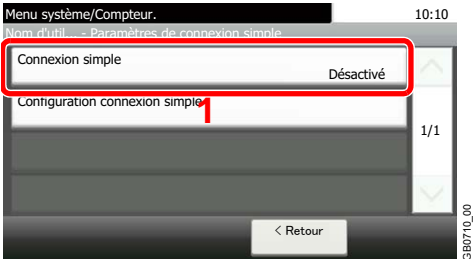 Menu système/Compteur.
10:10
Nom d'util... - Paramètres de connexion simple
Connexion simple
Désactivé
Configuration connexion simple
1
1/1
< Retour
GB0710_00